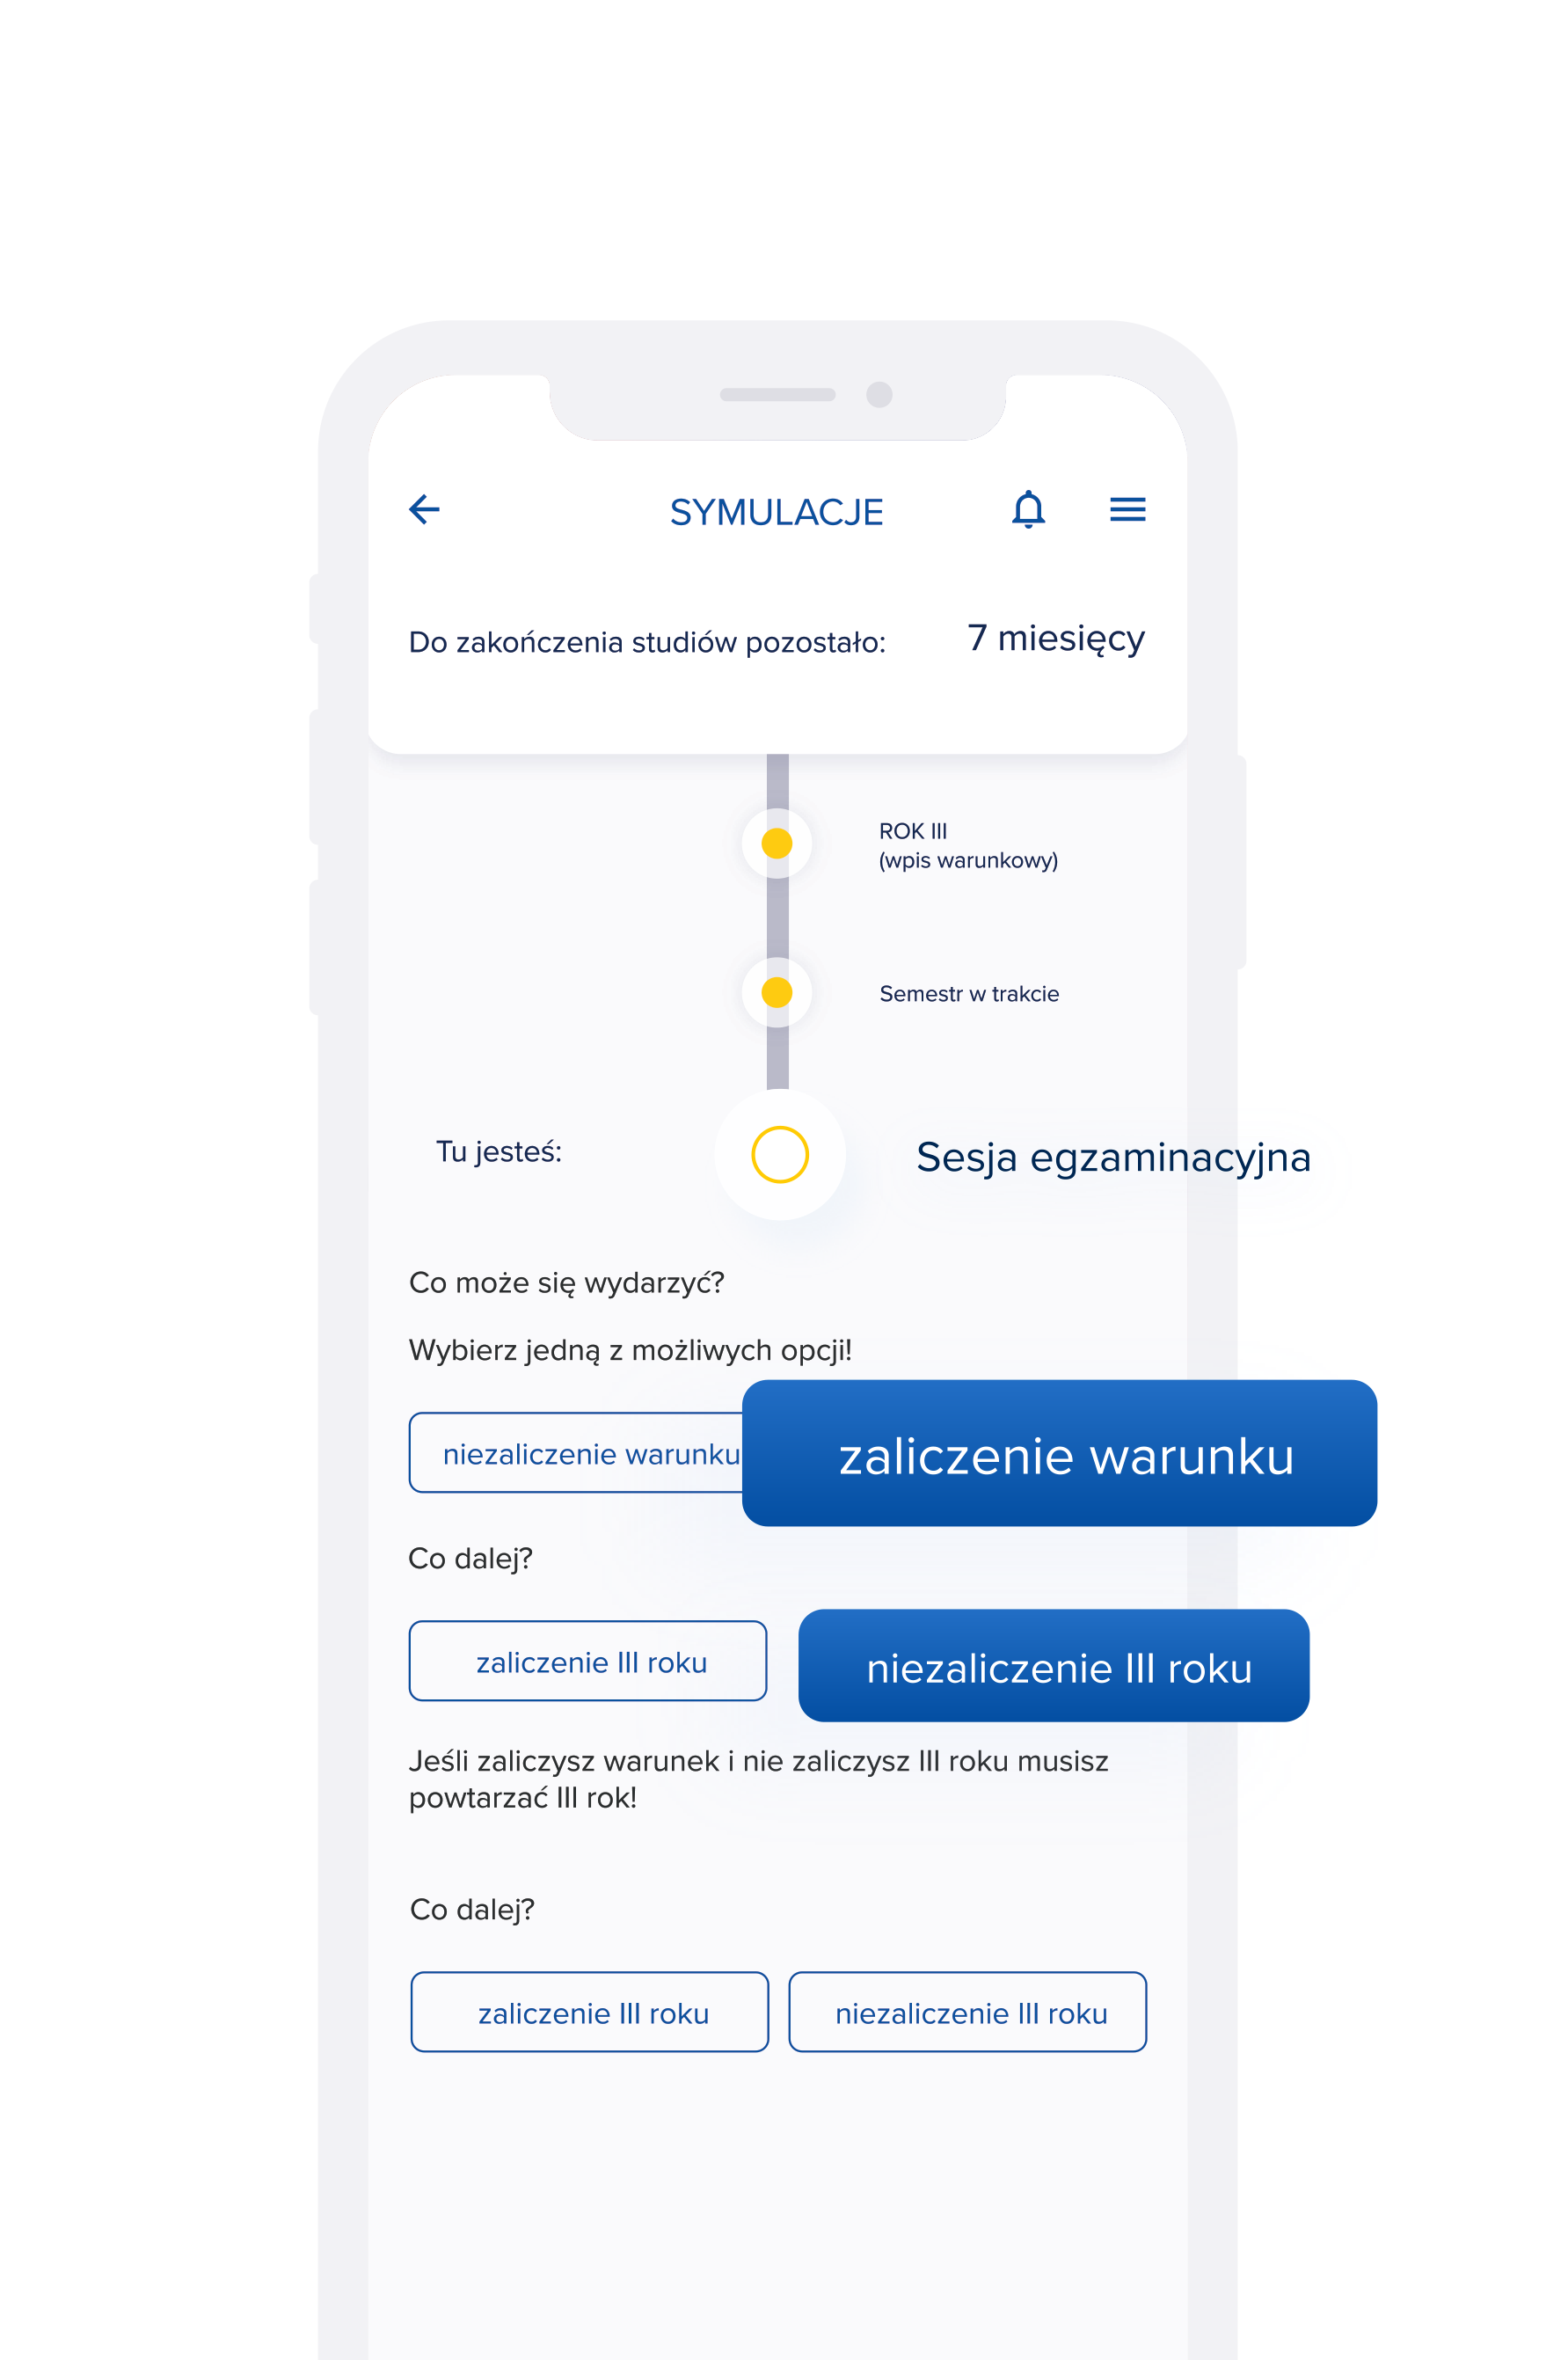 SYMULACJE
Do zakończenia studiów pozostało:
7 miesięcy
ROK III
(wpis warunkowy)
Semestr w trakcie
Tu jesteś:
Sesja egzaminacyjna
Co może się wydarzyć?
Wybierz jedną z możliwych opcji!
niezaliczenie warunku
zaliczenie warunku
Co dalej?
zaliczenie III roku
niezaliczenie III roku
Jeśli zaliczysz warunek i nie zaliczysz III roku musisz
powtarzać III rok!
Co dalej?
zaliczenie III roku
niezaliczenie III roku